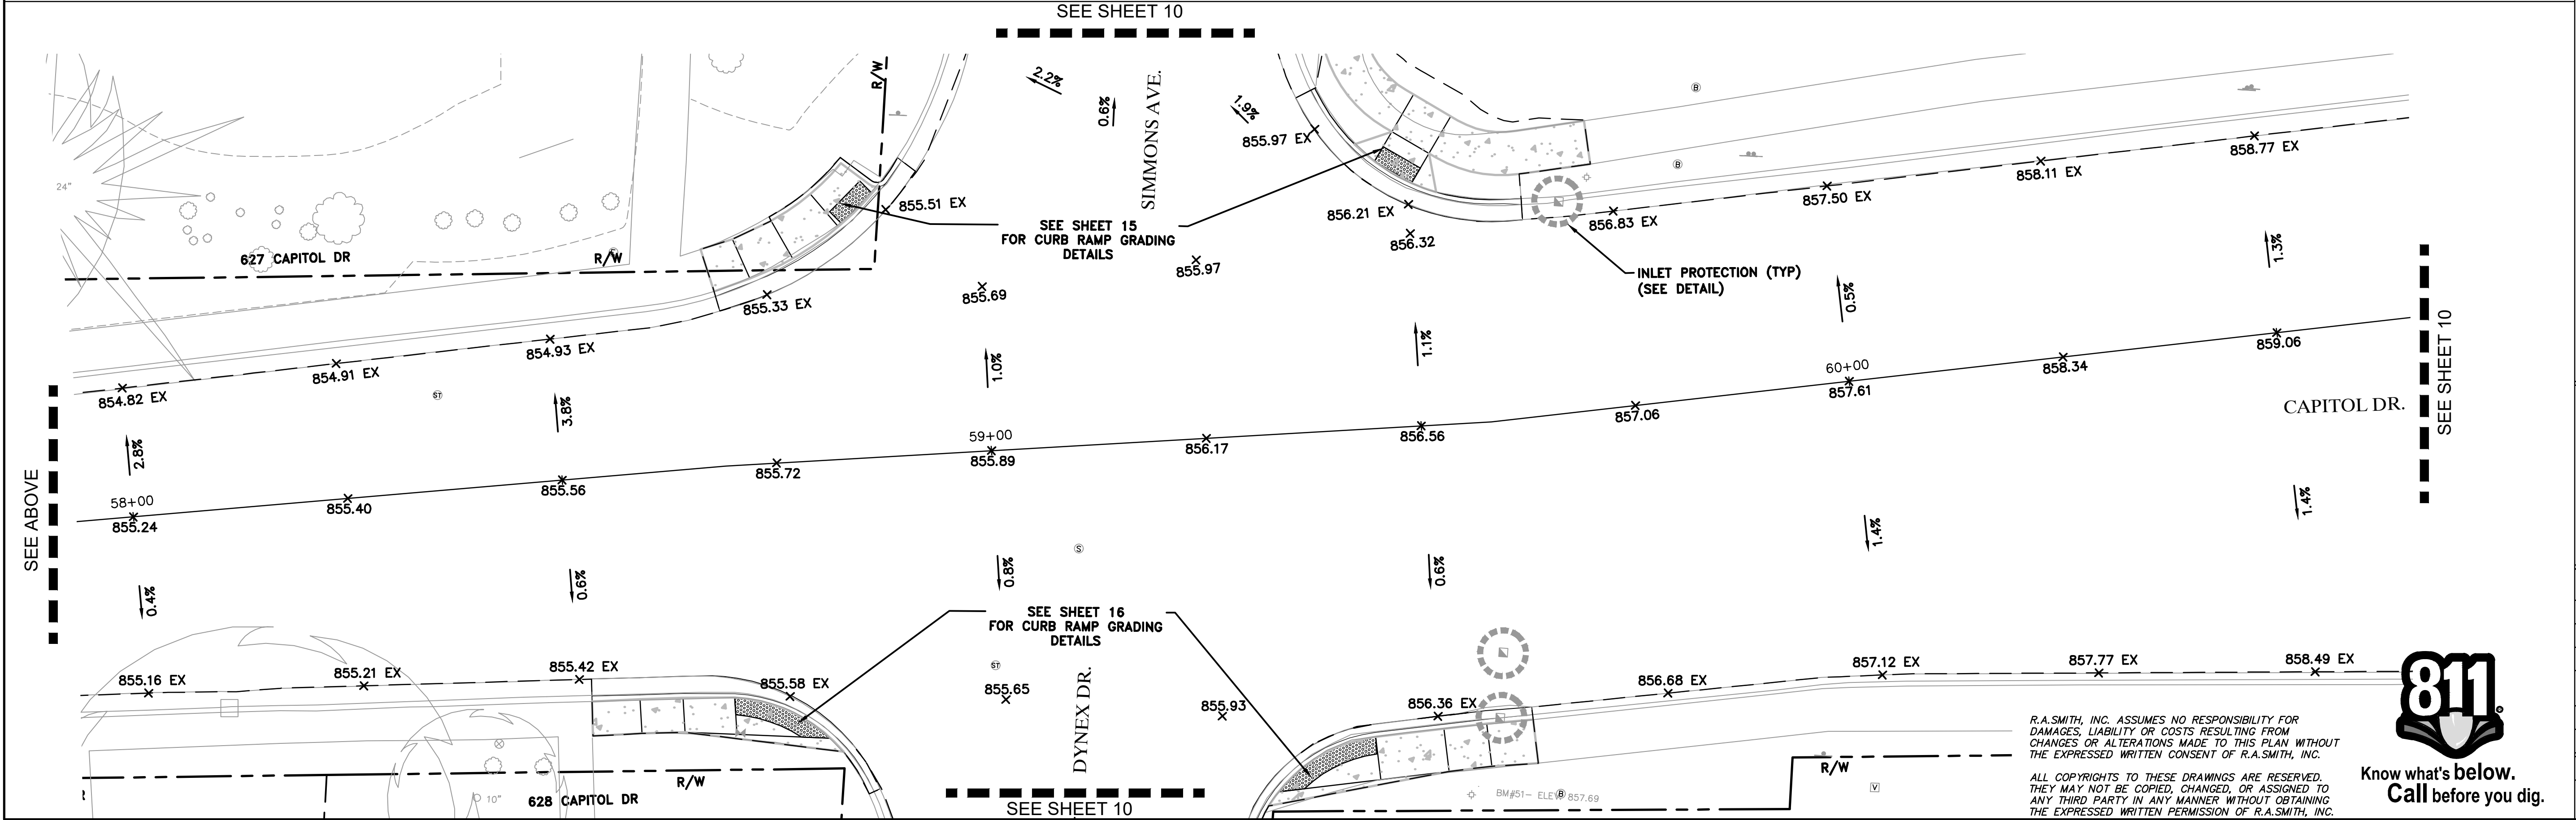 SEE SHEET 10
R/W
2.2%
0.6%
SIMMONS AVE.
1.9%
855.97 EX
858.77 EX
858.11 EX
24"
855.51 EX
856.21 EX
856.83 EX
857.50 EX
SEE SHEET 15
FOR CURB RAMP GRADING
DETAILS
856.32
627 CAPITOL DR
R/W
855.97
1.3%
INLET PROTECTION (TYP)
(SEE DETAIL)
855.69
855.33 EX
0.5%
854.93 EX
1.1%
859.06
SEE SHEET 10
854.91 EX
1.0%
60+00
857.61
858.34
854.82 EX
ST
3.8%
857.06
CAPITOL DR.
2.8%
59+00
855.89
856.17
856.56
855.72
SEE ABOVE
58+00
855.24
855.40
855.56
1.4%
1.4%
S
0.4%
0.6%
0.8%
0.6%
SEE SHEET 16
FOR CURB RAMP GRADING
DETAILS
855.16 EX
855.21 EX
855.42 EX
855.58 EX
ST
855.65
DYNEX DR.
855.93
856.36 EX
856.68 EX
857.12 EX
857.77 EX
858.49 EX
811
R.A.SMITH, INC. ASSUMES NO RESPONSIBILITY FOR
DAMAGES, LIABILITY OR COSTS RESULTING FROM
CHANGES OR ALTERATIONS MADE TO THIS PLAN WITHOUT
THE EXPRESSED WRITTEN CONSENT OF R.A.SMITH, INC.
ALL COPYRIGHTS TO THESE DRAWINGS ARE RESERVED.
THEY MAY NOT BE COPIED, CHANGED, OR ASSIGNED TO
ANY THIRD PARTY IN ANY MANNER WITHOUT OBTAINING
THE EXPRESSED WRITTEN PERMISSION OF R.A.SMITH, INC.
Know what's below.
Call before you dig.
R/W
R/W
10"
628 CAPITOL DR
BM#51- ELEV 857.69
B
B
B
V
SEE SHEET 10